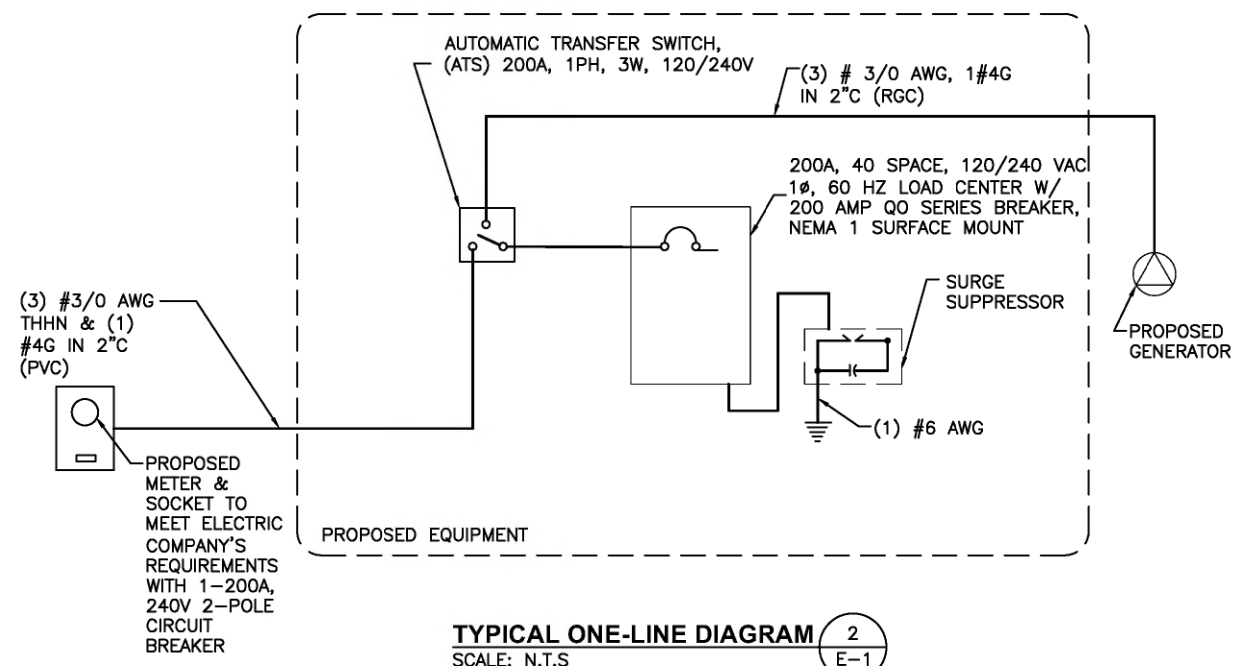 AUTOMATIC TRANSFER SWITCH,
(ATS) 200A, 1PH, 3W, 120/240V
(3) # 3/0 AWG, 1#4G
IN 2"C (RGC)
200A, 40 SPACE, 120/240 VAC
1ø, 60 HZ LOAD CENTER W/
200 AMP QO SERIES BREAKER,
NEMA 1 SURFACE MOUNT
SURGE
SUPPRESSOR
PROPOSED
GENERATOR
(3) #3/0 AWG
THHN & (1)
#4G IN 2"C
(PVC)
(1) #6 AWG
PROPOSED
METER &
SOCKET TO
MEET ELECTRIC
COMPANY'S
REQUIREMENTS
WITH 1-200A,
240V 2-POLE
CIRCUIT
BREAKER
PROPOSED EQUIPMENT
TYPICAL ONE-LINE DIAGRAM
SCALE: N.T.S
2
E-1